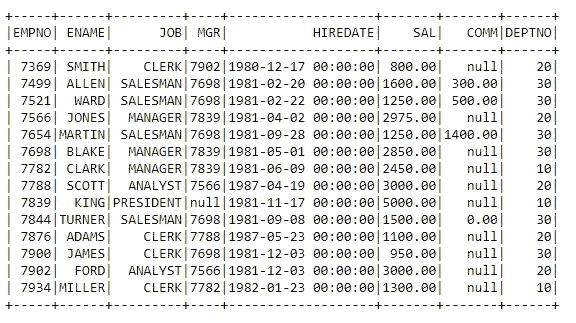 +-----+------+---------+----+-------------------+-------+-------+------+
|EMPNO| ENAME|      JOB| MGR|           HIREDATE|    SAL|   COMM|DEPTNO|
+-----+------+---------+----+-------------------+-------+-------+------+
| 7369| SMITH|    CLERK|7902|1980-12-17 00:00:00| 800.00|   null|    20|
| 7499| ALLEN| SALESMAN|7698|1981-02-20 00:00:00|1600.00| 300.00|    30|
| 7521|  WARD| SALESMAN|7698|1981-02-22 00:00:00|1250.00| 500.00|    30|
| 7566| JONES|  MANAGER|7839|1981-04-02 00:00:00|2975.00|   null|    20|
| 7654|MARTIN| SALESMAN|7698|1981-09-28 00:00:00|1250.00|1400.00|    30|
| 7698| BLAKE|  MANAGER|7839|1981-05-01 00:00:00|2850.00|   null|    30|
| 7782| CLARK|  MANAGER|7839|1981-06-09 00:00:00|2450.00|   null|    10|
| 7788| SCOTT|  ANALYST|7566|1987-04-19 00:00:00|3000.00|   null|    20|
| 7839|  KING|PRESIDENT|null|1981-11-17 00:00:00|5000.00|   null|    10|
| 7844|TURNER| SALESMAN|7698|1981-09-08 00:00:00|1500.00|   0.00|    30|
| 7876| ADAMS|    CLERK|7788|1987-05-23 00:00:00|1100.00|   null|    20|
| 7900| JAMES|    CLERK|7698|1981-12-03 00:00:00| 950.00|   null|    30|
| 7902|  FORD|  ANALYST|7566|1981-12-03 00:00:00|3000.00|   null|    20|
| 7934|MILLER|    CLERK|7782|1982-01-23 00:00:00|1300.00|   null|    10|
+-----+------+---------+----+-------------------+-------+-------+------+